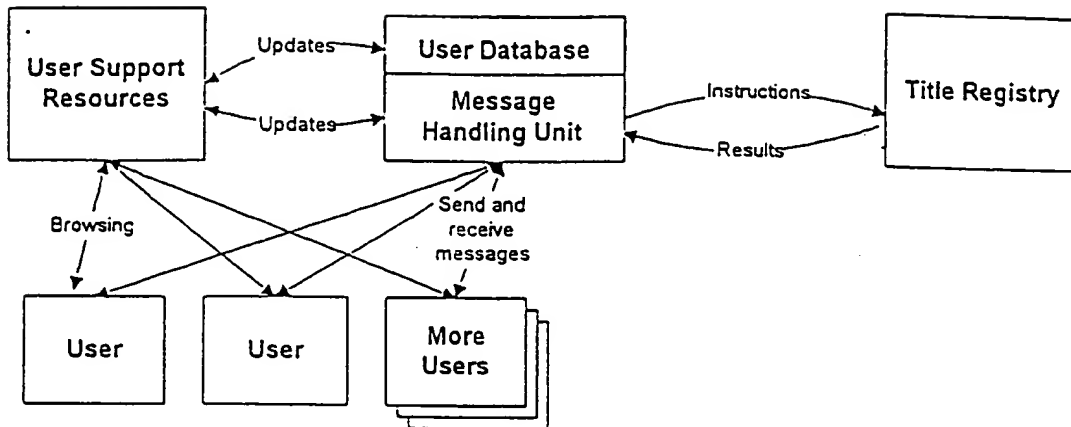 User Support
Resources
Updates
Updates
User Database
Message
Handling Unit
Instructions
Results
Title Registry
Browsing
Send and
receive
messages
User
User
More
Users